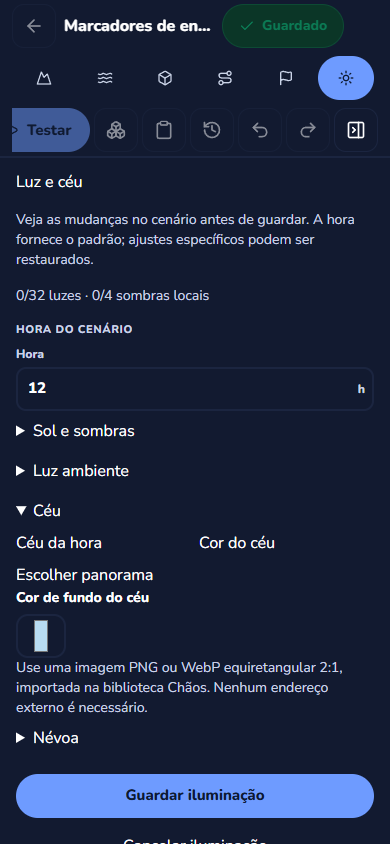 Marcadores de en...
Guardado
Testar
Luz e céu
Veja as mudanças no cenário antes de guardar. A hora
fornece o padrão; ajustes específicos podem ser
restaurados.
0/32 luzes · 0/4 sombras locais
HORA DO CENÁRIO
Hora
12 h
Sol e sombras
Luz ambiente
Céu
Céu da hora Cor do céu
Escolher panorama
Cor de fundo do céu
Use uma imagem PNG ou WebP equiretangular 2:1,
importada na biblioteca Chãos. Nenhum endereço
externo é necessário.
Névoa
Guardar iluminação
Cancelar iluminação